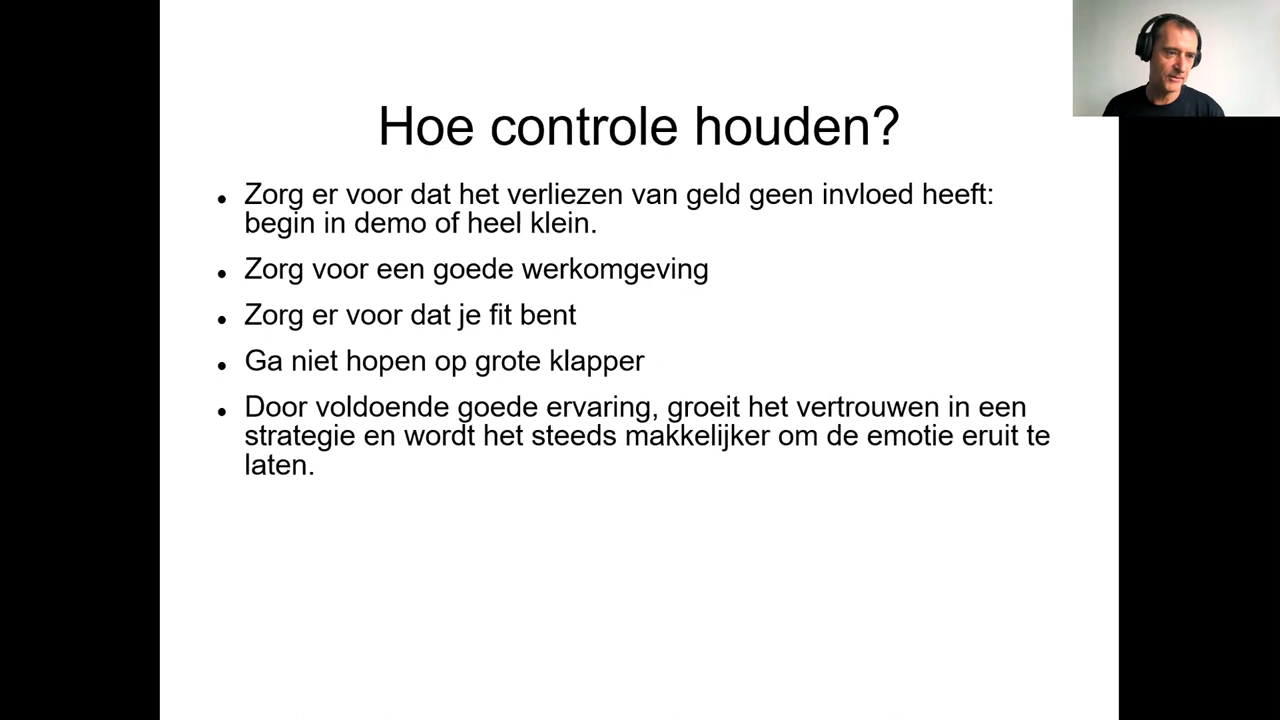 Hoe controle houden?
Zorg er voor dat het verliezen van geld geen invloed heeft:
begin in demo of heel klein.
Zorg voor een goede werkomgeving
Zorg er voor dat je fit bent
Ga niet hopen op grote klapper
Door voldoende goede ervaring, groeit het vertrouwen in een
strategie en wordt het steeds makkelijker om de emotie eruit te
laten.